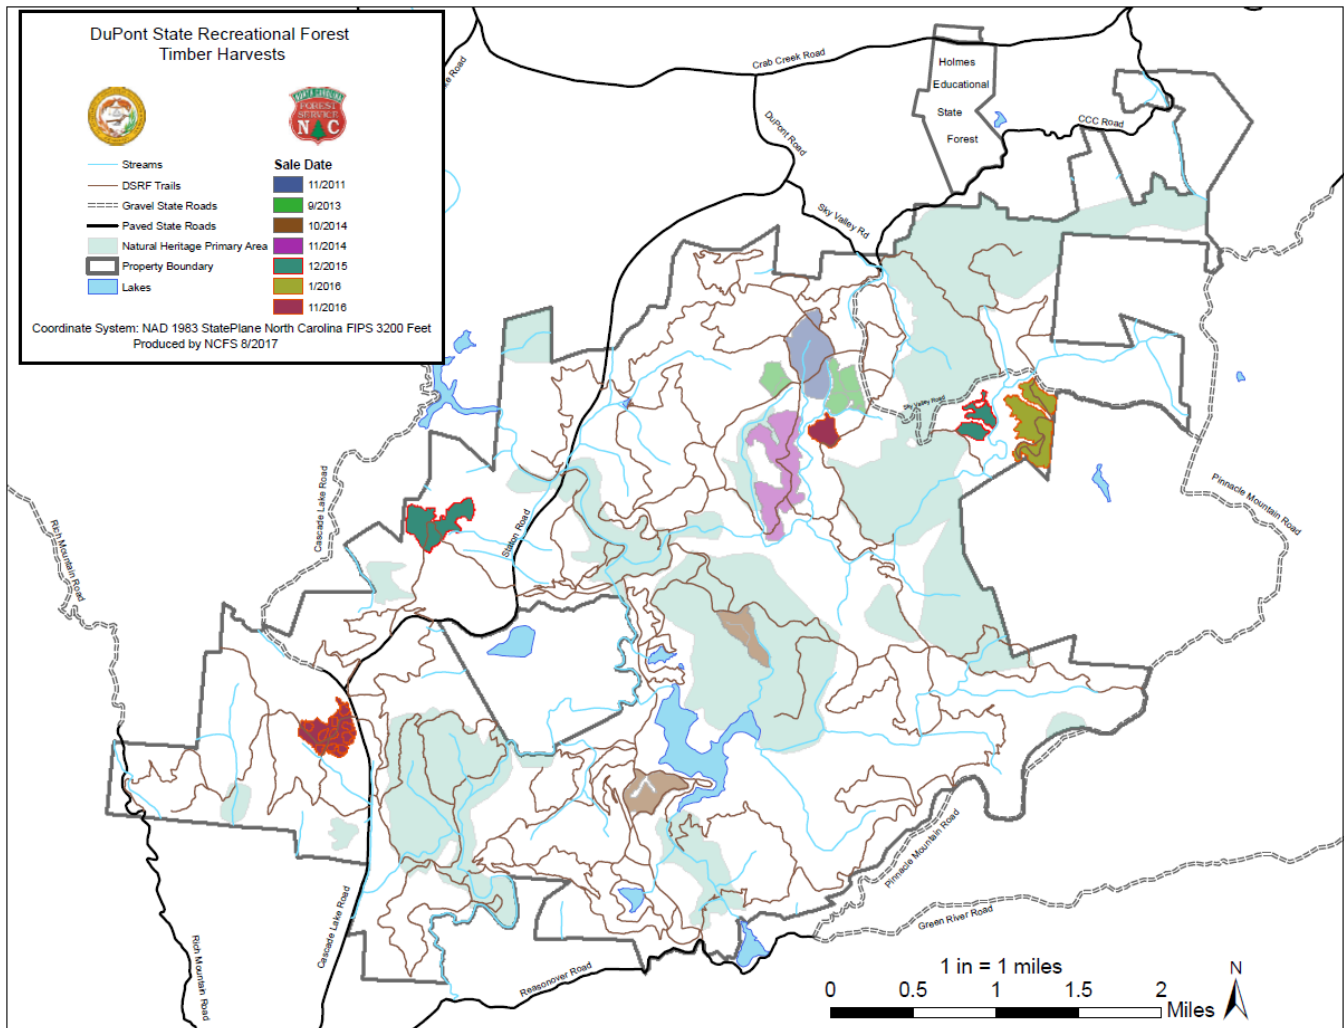 DuPont State Recreational Forest
Timber Harvests
FOREST
SERVICE
N C
Streams
DSRF Trails
Gravel State Roads
Paved State Roads
Natural Heritage Primary Area
Property Boundary
Lakes
Sale Date
11/2011
9/2013
10/2014
11/2014
12/2015
1/2016
11/2016
Coordinate System: NAD 1983 StatePlane North Carolina FIPS 3200 Feet
Produced by NCFS 8/2017
ke Road
Crab Creek Road
DuPont Road
Sky Valley Rd
Holmes
Educational
State
Forest
CCC Road
Sky Valley Road
Pinnacle Mountain Road
Cascade Lake Road
Rich Mountain Road
Staton Road
Pinnacle Mountain Road
Green River Road
Cascade Lake Road
Rich Mountain Road
Reasonover Road
1 in = 1 miles
0 0.5 1 1.5 2
Miles
N